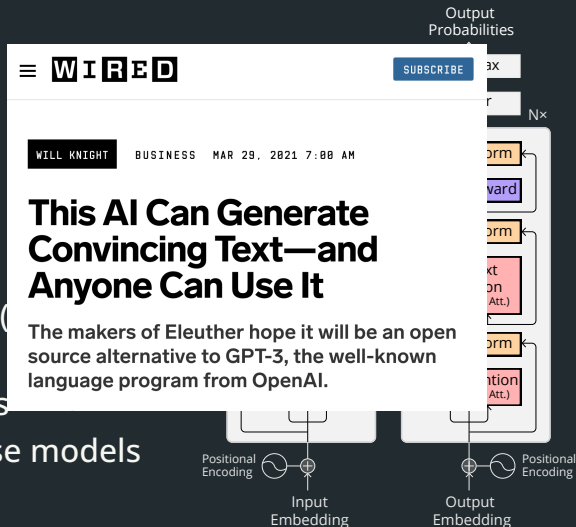 Output
Probabilities
WIRED
SUBSCRIBE
ax
r
N×
WILL KNIGHT BUSINESS MAR 29, 2021 7:00 AM
orm
ward
This AI Can Generate
Convincing Text—and
Anyone Can Use It
orm
xt
on
Att.)
(
The makers of Eleuther hope it will be an open
source alternative to GPT-3, the well-known
language program from OpenAI.
orm
ntion
Att.)
s
se models
Positional
Encoding
Positional
Encoding
Input
Embedding
Output
Embedding